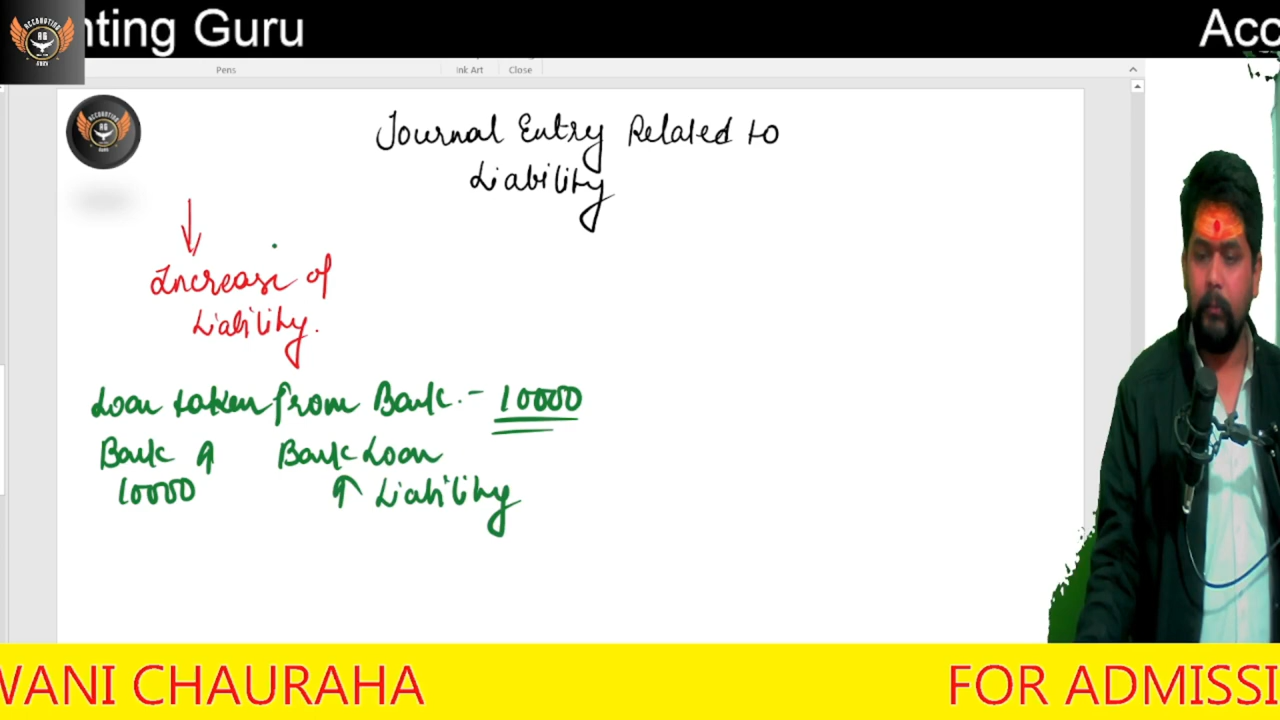 nting Guru
Acc
Pens
Ink Art
Close
Journal Entry Related to
Liability
Increase of
Liability.
Loan taken from Bank. - 10000
Bank ↑ Bank Loan
10000 ↑ Liability
WANI CHAURAHA
FOR ADMISSI